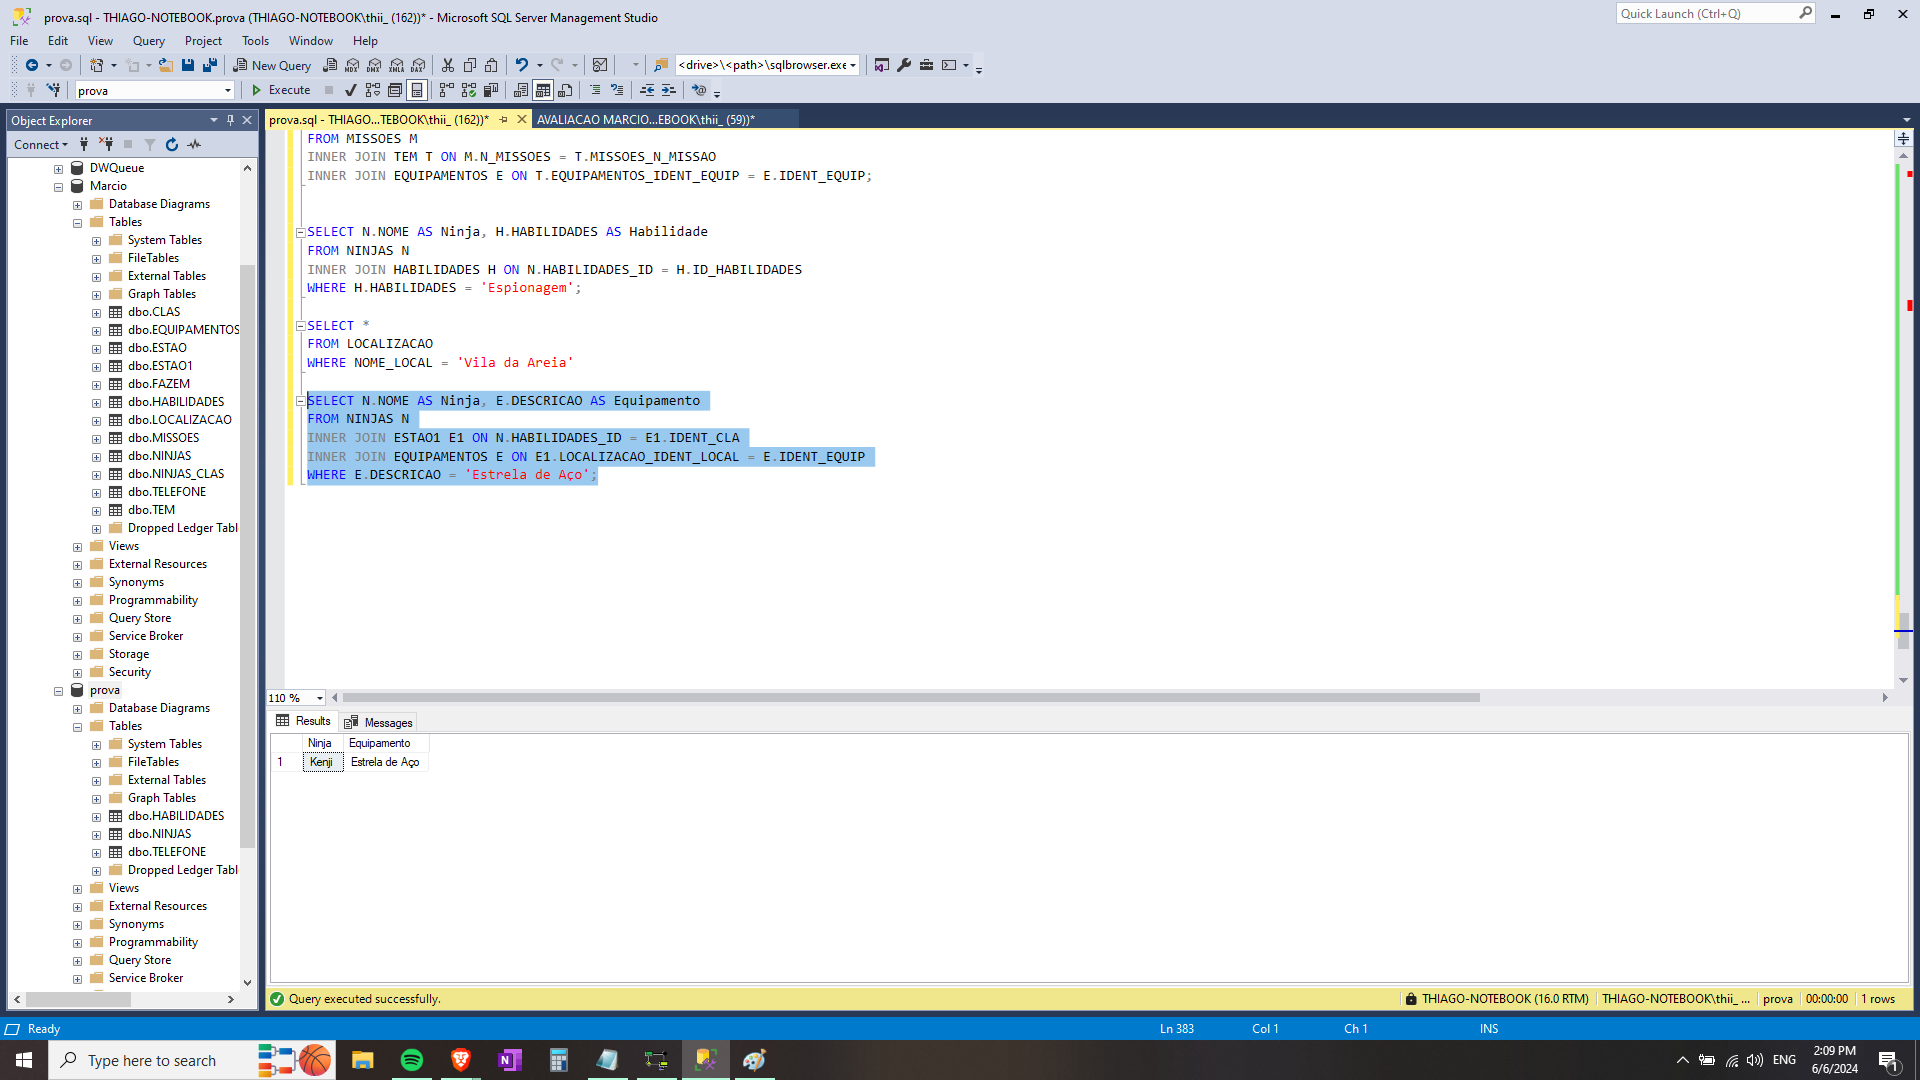 prova.sql - THIAGO-NOTEBOOK.prova (THIAGO-NOTEBOOK\thii_ (162))* - Microsoft SQL Server Management Studio
Quick Launch (Ctrl+Q)
File Edit View Query Project Tools Window Help
New Query
MDX DMX XMLA DAX
<drive>\<path>\sqlbrowser.exe
prova
Execute
Object Explorer
Connect
DWQueue
Marcio
Database Diagrams
Tables
System Tables
FileTables
External Tables
Graph Tables
dbo.CLAS
dbo.EQUIPAMENTOS
dbo.ESTAO
dbo.ESTAO1
dbo.FAZEM
dbo.HABILIDADES
dbo.LOCALIZACAO
dbo.MISSOES
dbo.NINJAS
dbo.NINJAS_CLAS
dbo.TELEFONE
dbo.TEM
Dropped Ledger Tabl
Views
External Resources
Synonyms
Programmability
Query Store
Service Broker
Storage
Security
prova
Database Diagrams
Tables
System Tables
FileTables
External Tables
Graph Tables
dbo.HABILIDADES
dbo.NINJAS
dbo.TELEFONE
Dropped Ledger Tabl
Views
External Resources
Synonyms
Programmability
Query Store
Service Broker
prova.sql - THIAGO...TEBOOK\thii_ (162))*
AVALIACAO MARCIO...EBOOK\thii_ (59))*
FROM MISSOES M
INNER JOIN TEM T ON M.N_MISSOES = T.MISSOES_N_MISSAO
INNER JOIN EQUIPAMENTOS E ON T.EQUIPAMENTOS_IDENT_EQUIP = E.IDENT_EQUIP;
SELECT N.NOME AS Ninja, H.HABILIDADES AS Habilidade
FROM NINJAS N
INNER JOIN HABILIDADES H ON N.HABILIDADES_ID = H.ID_HABILIDADES
WHERE H.HABILIDADES = 'Espionagem';
SELECT *
FROM LOCALIZACAO
WHERE NOME_LOCAL = 'Vila da Areia'
SELECT N.NOME AS Ninja, E.DESCRICAO AS Equipamento
FROM NINJAS N
INNER JOIN ESTAO1 E1 ON N.HABILIDADES_ID = E1.IDENT_CLA
INNER JOIN EQUIPAMENTOS E ON E1.LOCALIZACAO_IDENT_LOCAL = E.IDENT_EQUIP
WHERE E.DESCRICAO = 'Estrela de Aço';
110 %
Results Messages
Ninja Equipamento
1 Kenji Estrela de Aço
Query executed successfully.
THIAGO-NOTEBOOK (16.0 RTM) THIAGO-NOTEBOOK\thii_ ... prova 00:00:00 1 rows
Ready
Ln 383 Col 1 Ch 1 INS
Type here to search
ENG
2:09 PM
6/6/2024
1